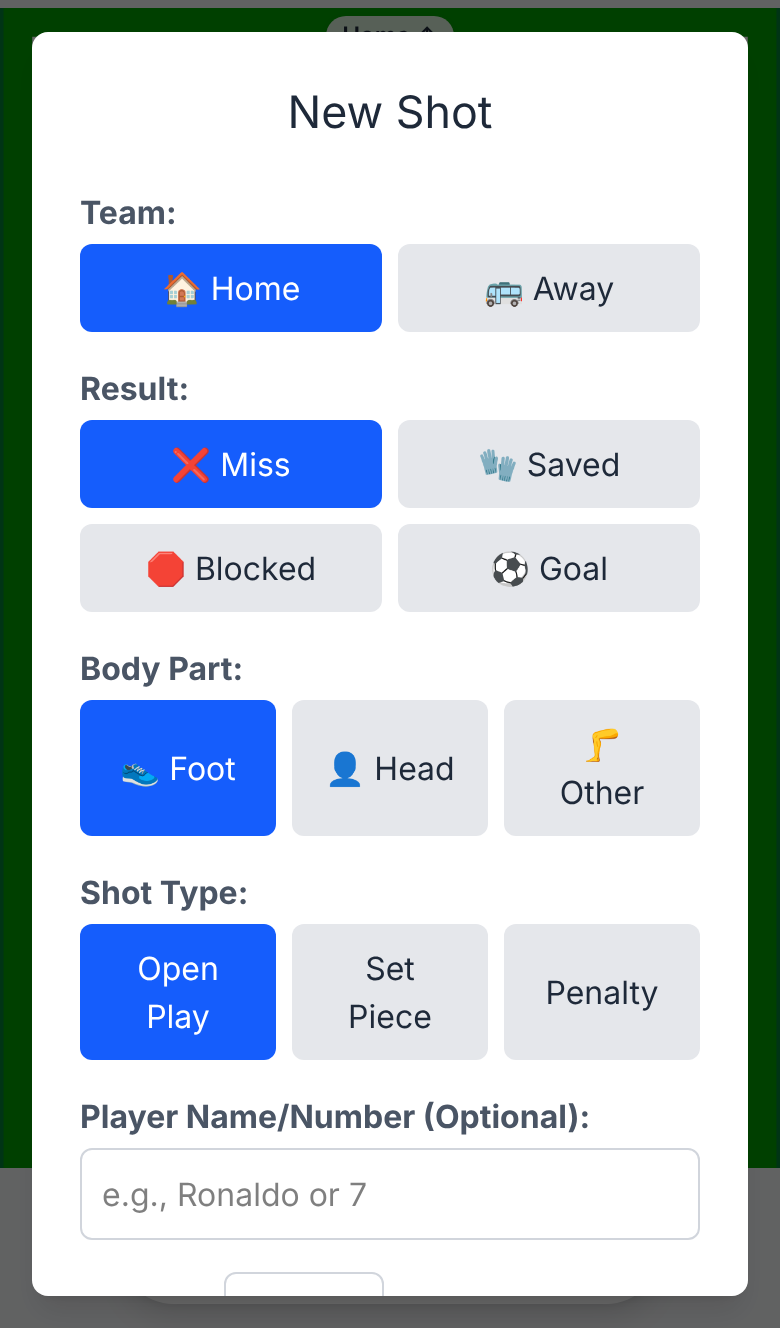 Home ↑
New Shot
Team:
🏠 Home
🚌 Away
Result:
❌ Miss
🧤 Saved
🛑 Blocked
⚽ Goal
Body Part:
👟 Foot
👤 Head
🦵
Other
Shot Type:
Open
Play
Set
Piece
Penalty
Player Name/Number (Optional):
e.g., Ronaldo or 7